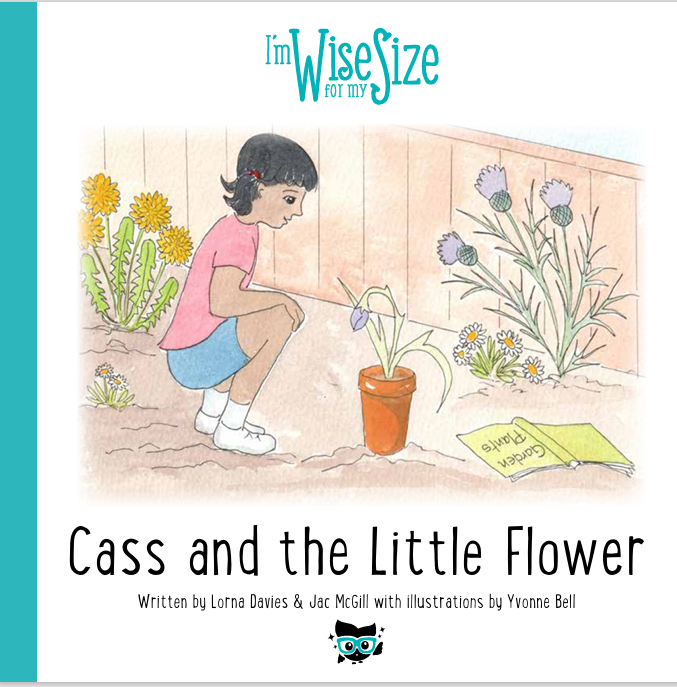 I'm Wise for my Size
Garden
Plants
Cass and the Little Flower
Written by Lorna Davies & Jac McGill with illustrations by Yvonne Bell